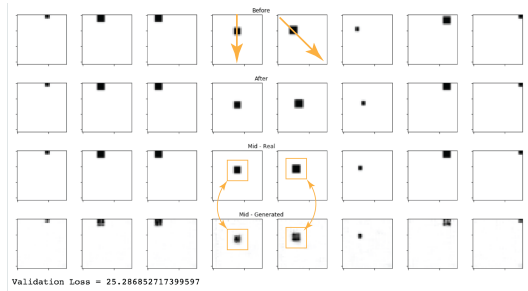 Before
After
Mid - Real
Mid - Generated
Validation Loss = 25.286852717399597